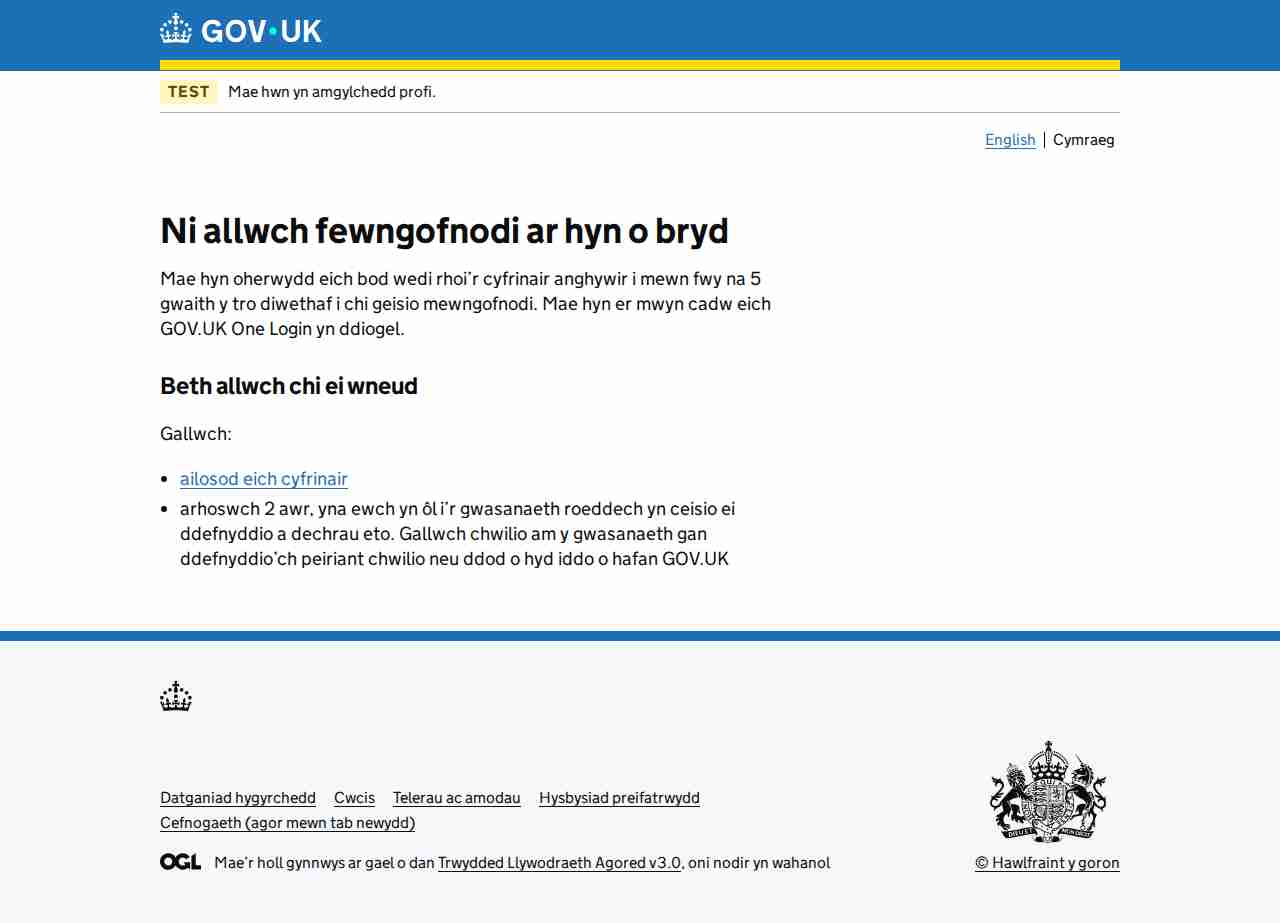 GOV·UK
TEST Mae hwn yn amgylchedd profi.
English | Cymraeg
Ni allwch fewngofnodi ar hyn o bryd
Mae hyn oherwydd eich bod wedi rhoi’r cyfrinair anghywir i mewn fwy na 5
gwaith y tro diwethaf i chi geisio mewngofnodi. Mae hyn er mwyn cadw eich
GOV.UK One Login yn ddiogel.
Beth allwch chi ei wneud
Gallwch:
• ailosod eich cyfrinair
• arhoswch 2 awr, yna ewch yn ôl i’r gwasanaeth roeddech yn ceisio ei
ddefnyddio a dechrau eto. Gallwch chwilio am y gwasanaeth gan
ddefnyddio’ch peiriant chwilio neu ddod o hyd iddo o hafan GOV.UK
Datganiad hygyrchedd Cwcis Telerau ac amodau Hysbysiad preifatrwydd
Cefnogaeth (agor mewn tab newydd)
OGL Mae’r holl gynnwys ar gael o dan Trwydded Llywodraeth Agored v3.0, oni nodir yn wahanol
DIEU ET MON DROIT
© Hawlfraint y goron